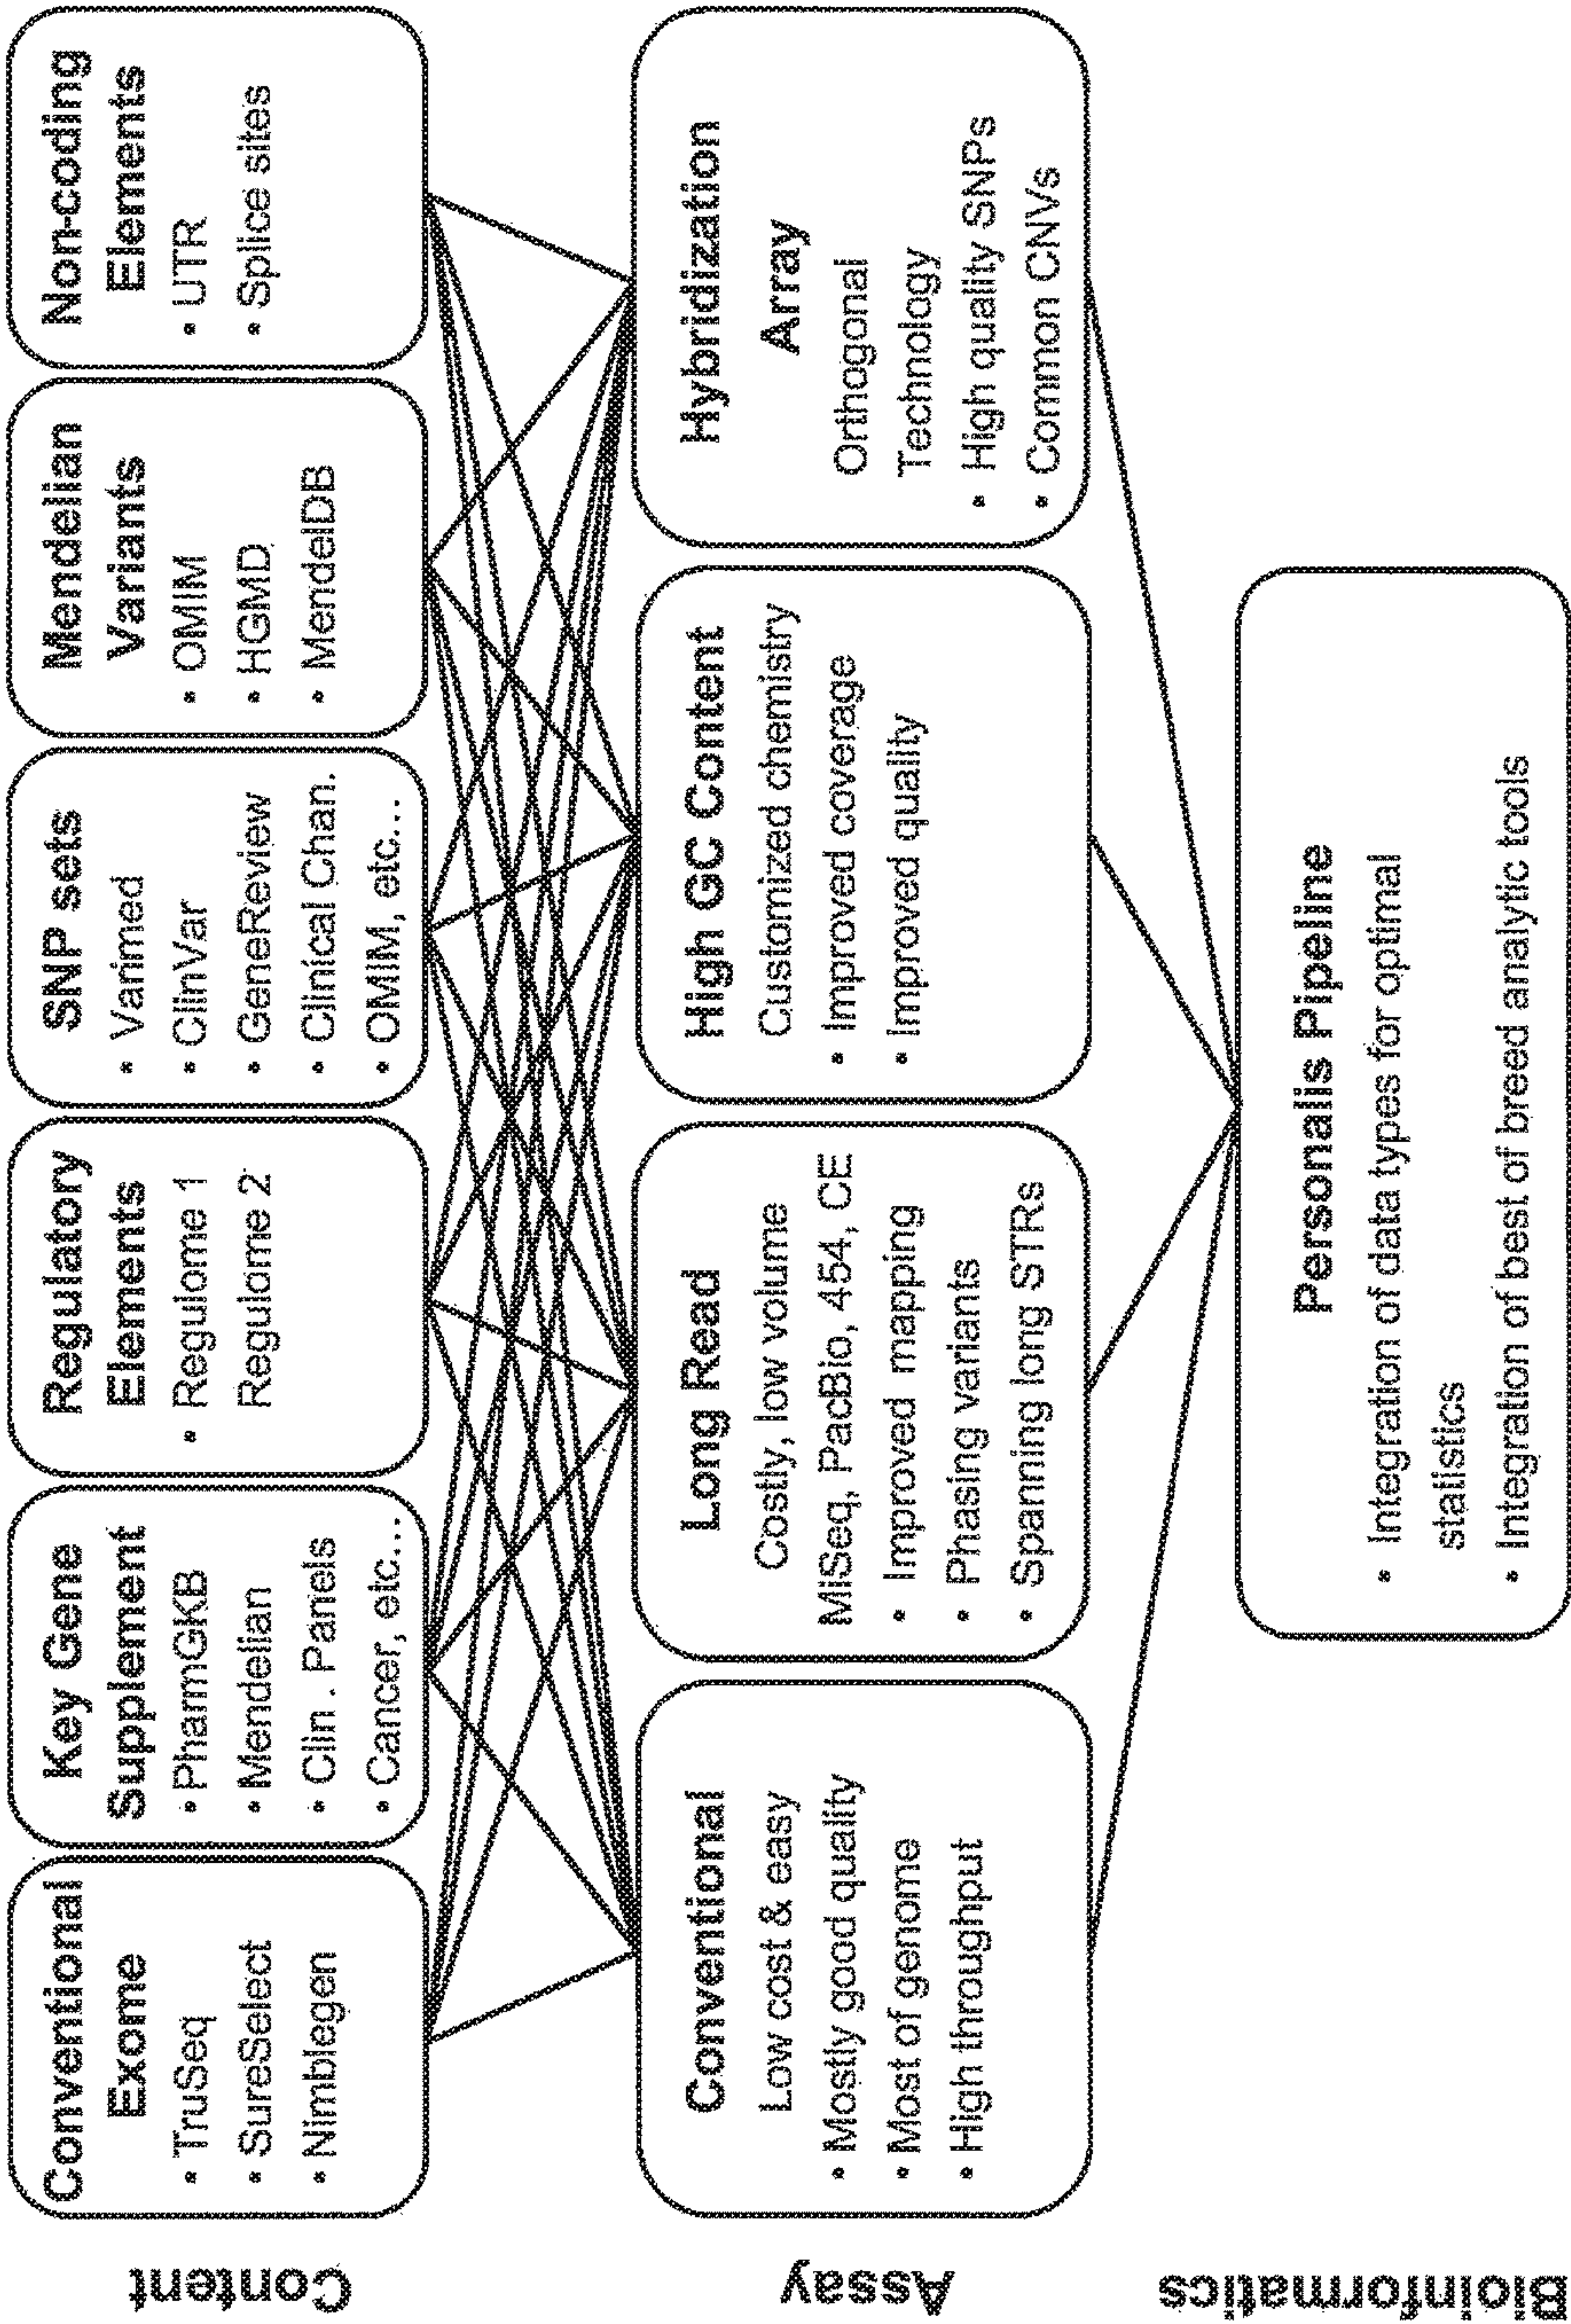 Content
Conventional
Exome
• TruSeq
• SureSelect
• Nimblegen
Key Gene
Supplement
• PharmGKB
• Mendelian
• Clin . Panels
• Cancer, etc...
Regulatory
Elements
• Regulome 1
Regulome 2
SNP sets
• Varimed
• ClinVar
• GeneReview
• Clinical Chan.
• OMIM, etc...
Mendelian
Variants
• OMIM
• HGMD
• MendelDB
Non-coding
Elements
• UTR
• Splice sites
Assay
Conventional
Low cost & easy
• Mostly good quality
• Most of genome
• High throughput
Long Read
Costly, low volume
MiSeq, PacBio, 454, CE
• Improved mapping
• Phasing variants
• Spanning long STRs
High GC Content
Customized chemistry
• Improved coverage
• Improved quality
Hybridization
Array
Orthogonal
Technology
• High quality SNPs
• Common CNVs
Bioinformatics
Personalis Pipeline
• Integration of data types for optimal
statistics
• Integration of best of breed analytic tools